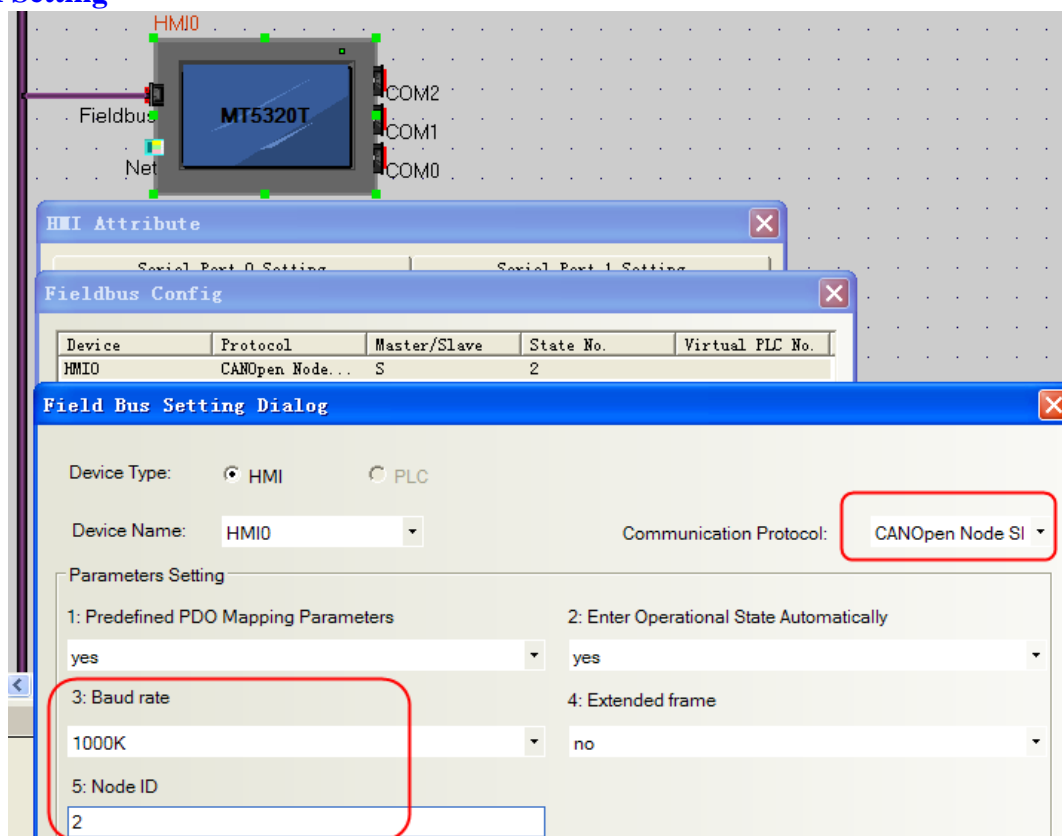 Setting
HMI0
COM2
Fieldbus
MT5320T
COM1
Net
COM0
HMI Attribute
Serial Port 0 Setting Serial Port 1 Setting
Fieldbus Config
Device Protocol Master/Slave State No. Virtual PLC No.
HMI0 CANOpen Node... S 2
Field Bus Setting Dialog
Device Type: HMI PLC
Device Name: HMI0 Communication Protocol: CANOpen Node Sl
Parameters Setting
1: Predefined PDO Mapping Parameters 2: Enter Operational State Automatically
yes yes
3: Baud rate 4: Extended frame
1000K no
5: Node ID
2